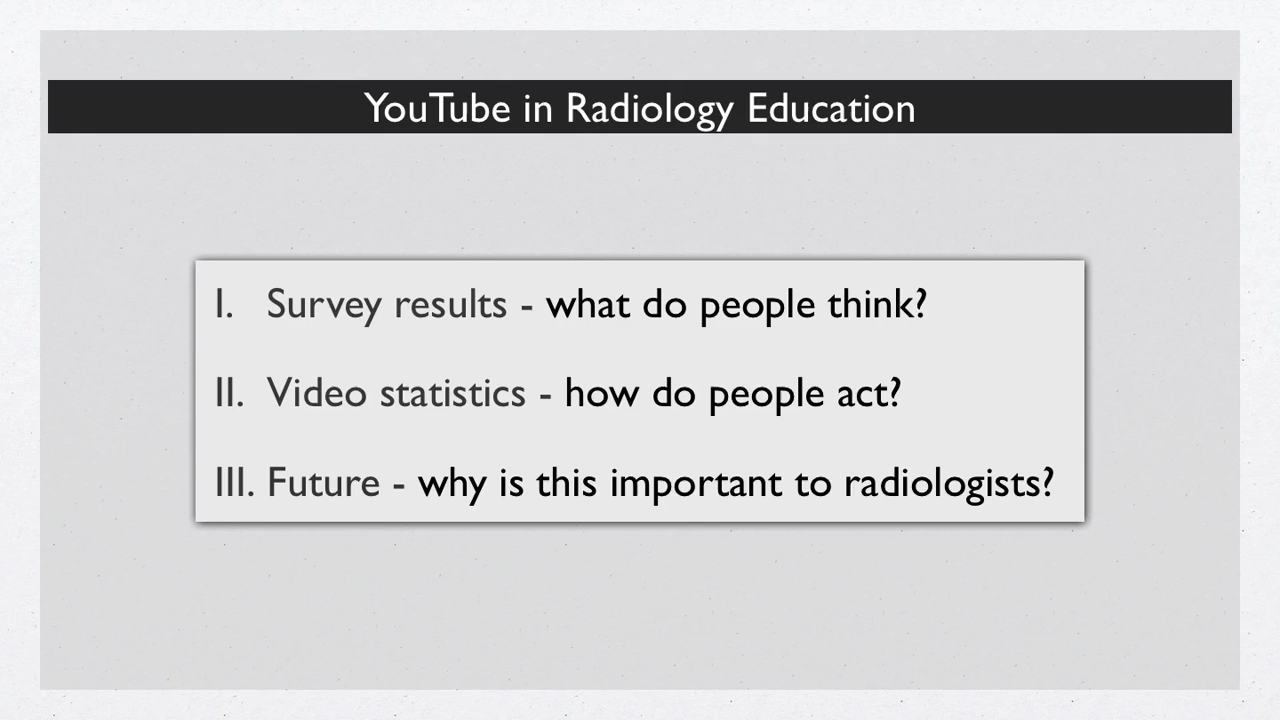 YouTube in Radiology Education
I. Survey results - what do people think?
II. Video statistics - how do people act?
III. Future - why is this important to radiologists?